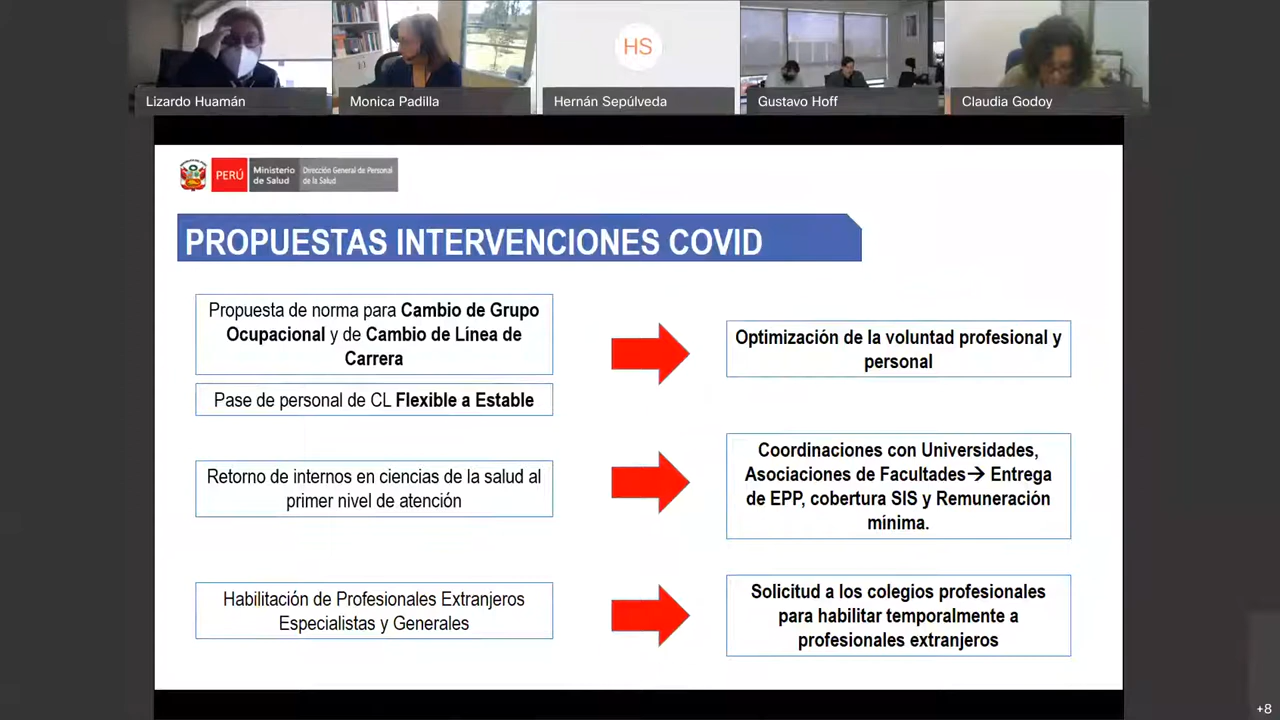 HS
Lizardo Huamán
Monica Padilla
Hernán Sepúlveda
Gustavo Hoff
Claudia Godoy
PERÚ
Ministerio
de Salud
Dirección General de Personal
de la Salud
PROPUESTAS INTERVENCIONES COVID
Propuesta de norma para Cambio de Grupo
Ocupacional y de Cambio de Línea de
Carrera
Optimización de la voluntad profesional y
personal
Pase de personal de CL Flexible a Estable
Retorno de internos en ciencias de la salud al
primer nivel de atención
Coordinaciones con Universidades,
Asociaciones de Facultades→ Entrega
de EPP, cobertura SIS y Remuneración
mínima.
Habilitación de Profesionales Extranjeros
Especialistas y Generales
Solicitud a los colegios profesionales
para habilitar temporalmente a
profesionales extranjeros
+8